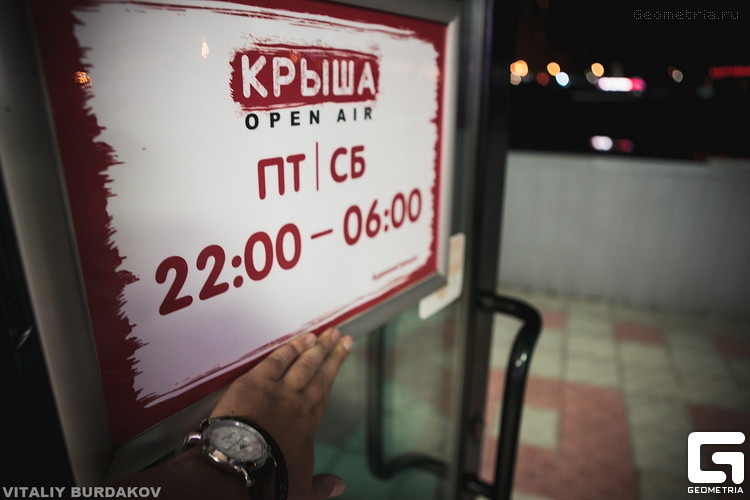 Geometria.ru
КРЫША
OPEN AIR
ПТ | СБ
22:00 – 06:00
VITALIY BURDAKOV
GEOMETRIA